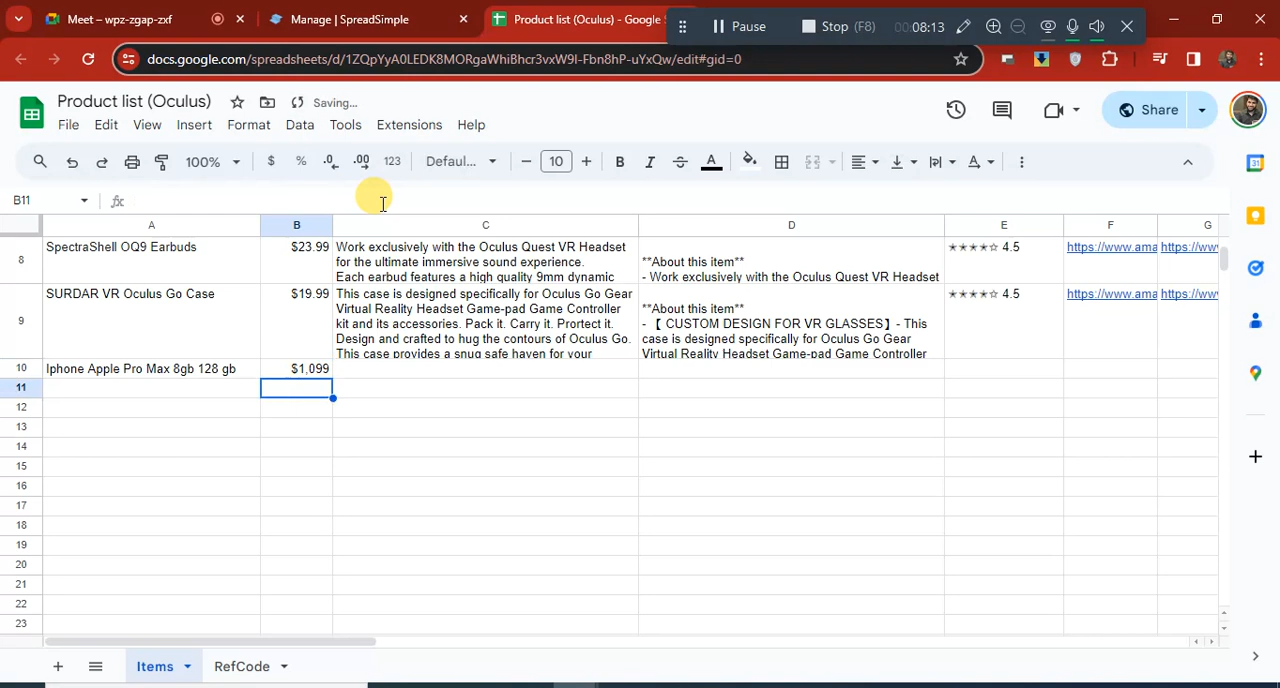 Meet – wpz-zgap-zxf
Manage | SpreadSimple
Product list (Oculus) - Google S
Pause
Stop (F8)
00:08:13
docs.google.com/spreadsheets/d/1ZQpYyA0LEDK8MORgaWhiBhcr3vxW9I-Fbn8hP-uYxQw/edit#gid=0
Product list (Oculus)
Saving...
File Edit View Insert Format Data Tools Extensions Help
Share
100% $ % .0 .00 123 Defaul... 10 B I S A
31
B11 fx
A B C D E F G
8 SpectraShell OQ9 Earbuds $23.99 Work exclusively with the Oculus Quest VR Headset ★★★★☆ 4.5 https://www.ama https://www
for the ultimate immersive sound experience. **About this item**
Each earbud features a high quality 9mm dynamic - Work exclusively with the Oculus Quest VR Headset
9 SURDAR VR Oculus Go Case $19.99 This case is designed specifically for Oculus Go Gear ★★★★☆ 4.5 https://www.ama https://www
Virtual Reality Headset Game-pad Game Controller **About this item**
kit and its accessories. Pack it. Carry it. Prortect it. - 【 CUSTOM DESIGN FOR VR GLASSES】- This
Design and crafted to hug the contours of Oculus Go. case is designed specifically for Oculus Go Gear
This case provides a snug safe haven for your Virtual Reality Headset Game-pad Game Controller
10 Iphone Apple Pro Max 8gb 128 gb $1,099
11
12
13
14
15
16
17
18
19
20
21
22
23
Items RefCode